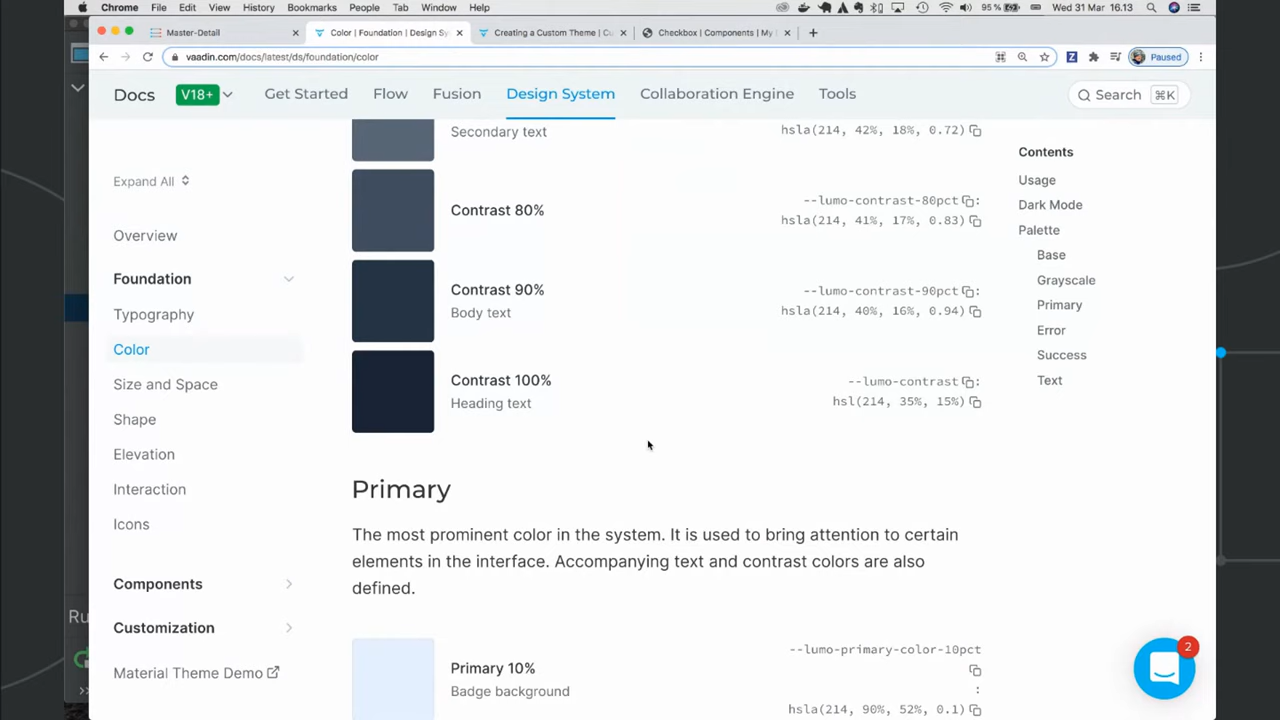 Chrome File Edit View History Bookmarks People Tab Window Help 95 % Wed 31 Mar 16.13
Master-Detail
Color | Foundation | Design Sy
Creating a Custom Theme | Cu
Checkbox | Components | My
vaadin.com/docs/latest/ds/foundation/color
Paused
Docs V18+ Get Started Flow Fusion Design System Collaboration Engine Tools Search ⌘K
Expand All
Overview
Foundation
Typography
Color
Size and Space
Shape
Elevation
Interaction
Icons
Components
Customization
Material Theme Demo
Secondary text
hsla(214, 42%, 18%, 0.72)
Contrast 80%
--lumo-contrast-80pct:
hsla(214, 41%, 17%, 0.83)
Contrast 90%
Body text
--lumo-contrast-90pct:
hsla(214, 40%, 16%, 0.94)
Contrast 100%
Heading text
--lumo-contrast:
hsl(214, 35%, 15%)
Primary
The most prominent color in the system. It is used to bring attention to certain
elements in the interface. Accompanying text and contrast colors are also
defined.
Primary 10%
Badge background
--lumo-primary-color-10pct
:
hsla(214, 90%, 52%, 0.1)
Contents
Usage
Dark Mode
Palette
Base
Grayscale
Primary
Error
Success
Text
2
Ru